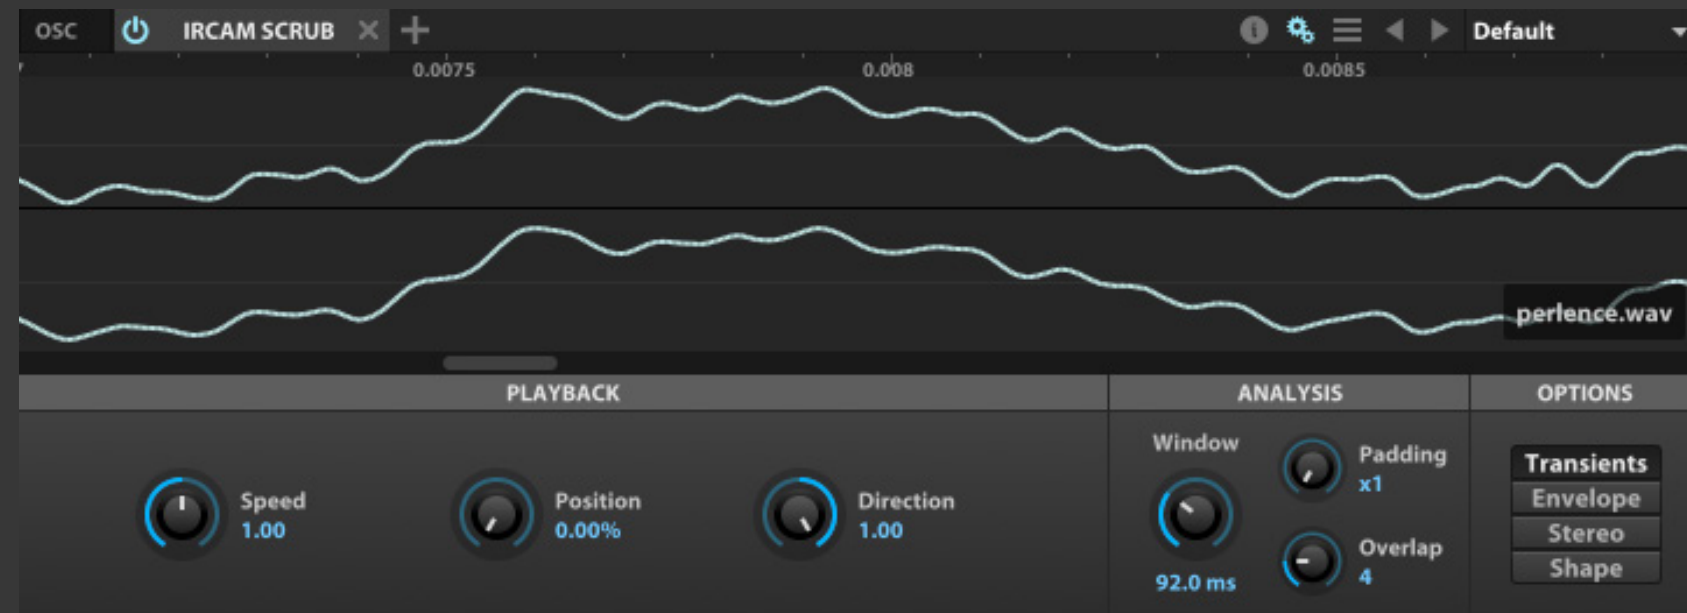 OSC IRCAM SCRUB Default
0.0075 0.008 0.0085
perlence.wav
PLAYBACK ANALYSIS OPTIONS
Speed
1.00
Position
0.00%
Direction
1.00
Window
92.0 ms
Padding
x1
Overlap
4
Transients
Envelope
Stereo
Shape